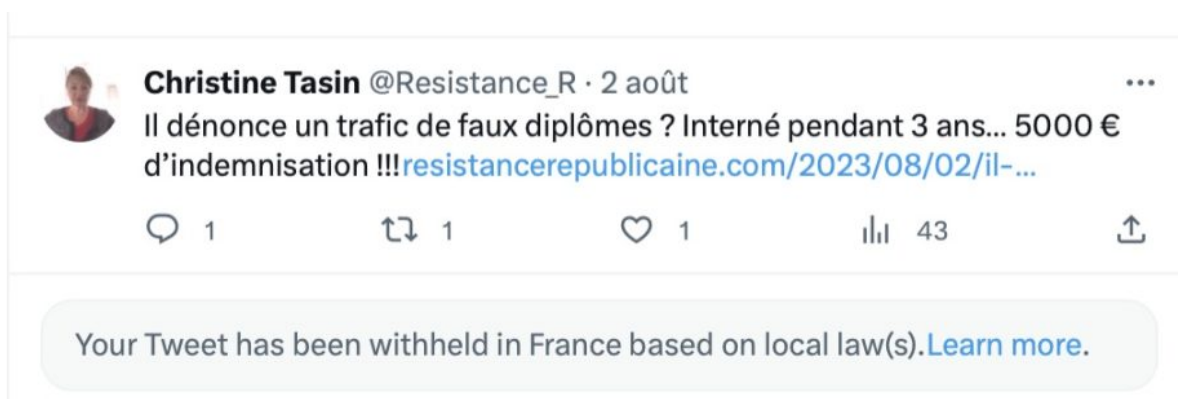 Christine Tasin @Resistance_R · 2 août
Il dénonce un trafic de faux diplômes ? Interné pendant 3 ans... 5000 €
d'indemnisation !!!resistancerepublicaine.com/2023/08/02/il-...
1 1 1 43
Your Tweet has been withheld in France based on local law(s).Learn more.